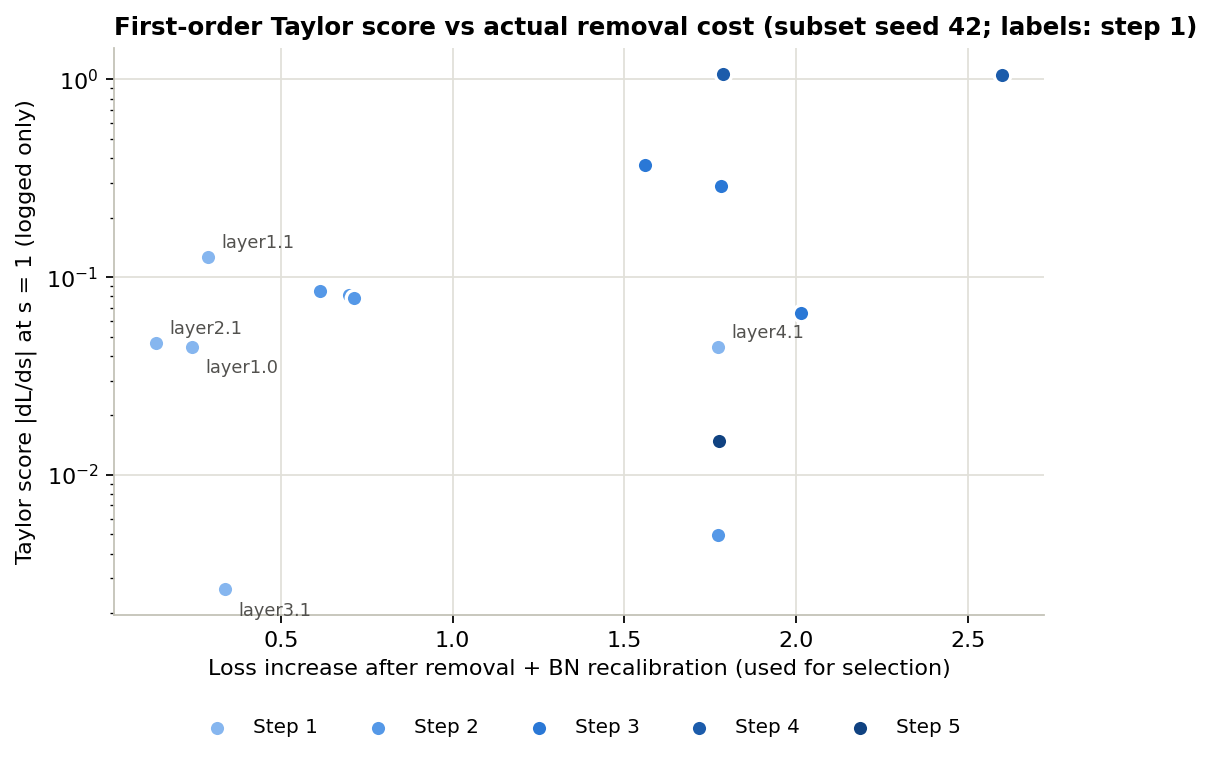 First-order Taylor score vs actual removal cost (subset seed 42; labels: step 1)
Taylor score |dL/ds| at s = 1 (logged only)
10⁰
10⁻¹
10⁻²
layer1.1
layer2.1
layer1.0
layer4.1
layer3.1
0.5 1.0 1.5 2.0 2.5
Loss increase after removal + BN recalibration (used for selection)
Step 1 Step 2 Step 3 Step 4 Step 5